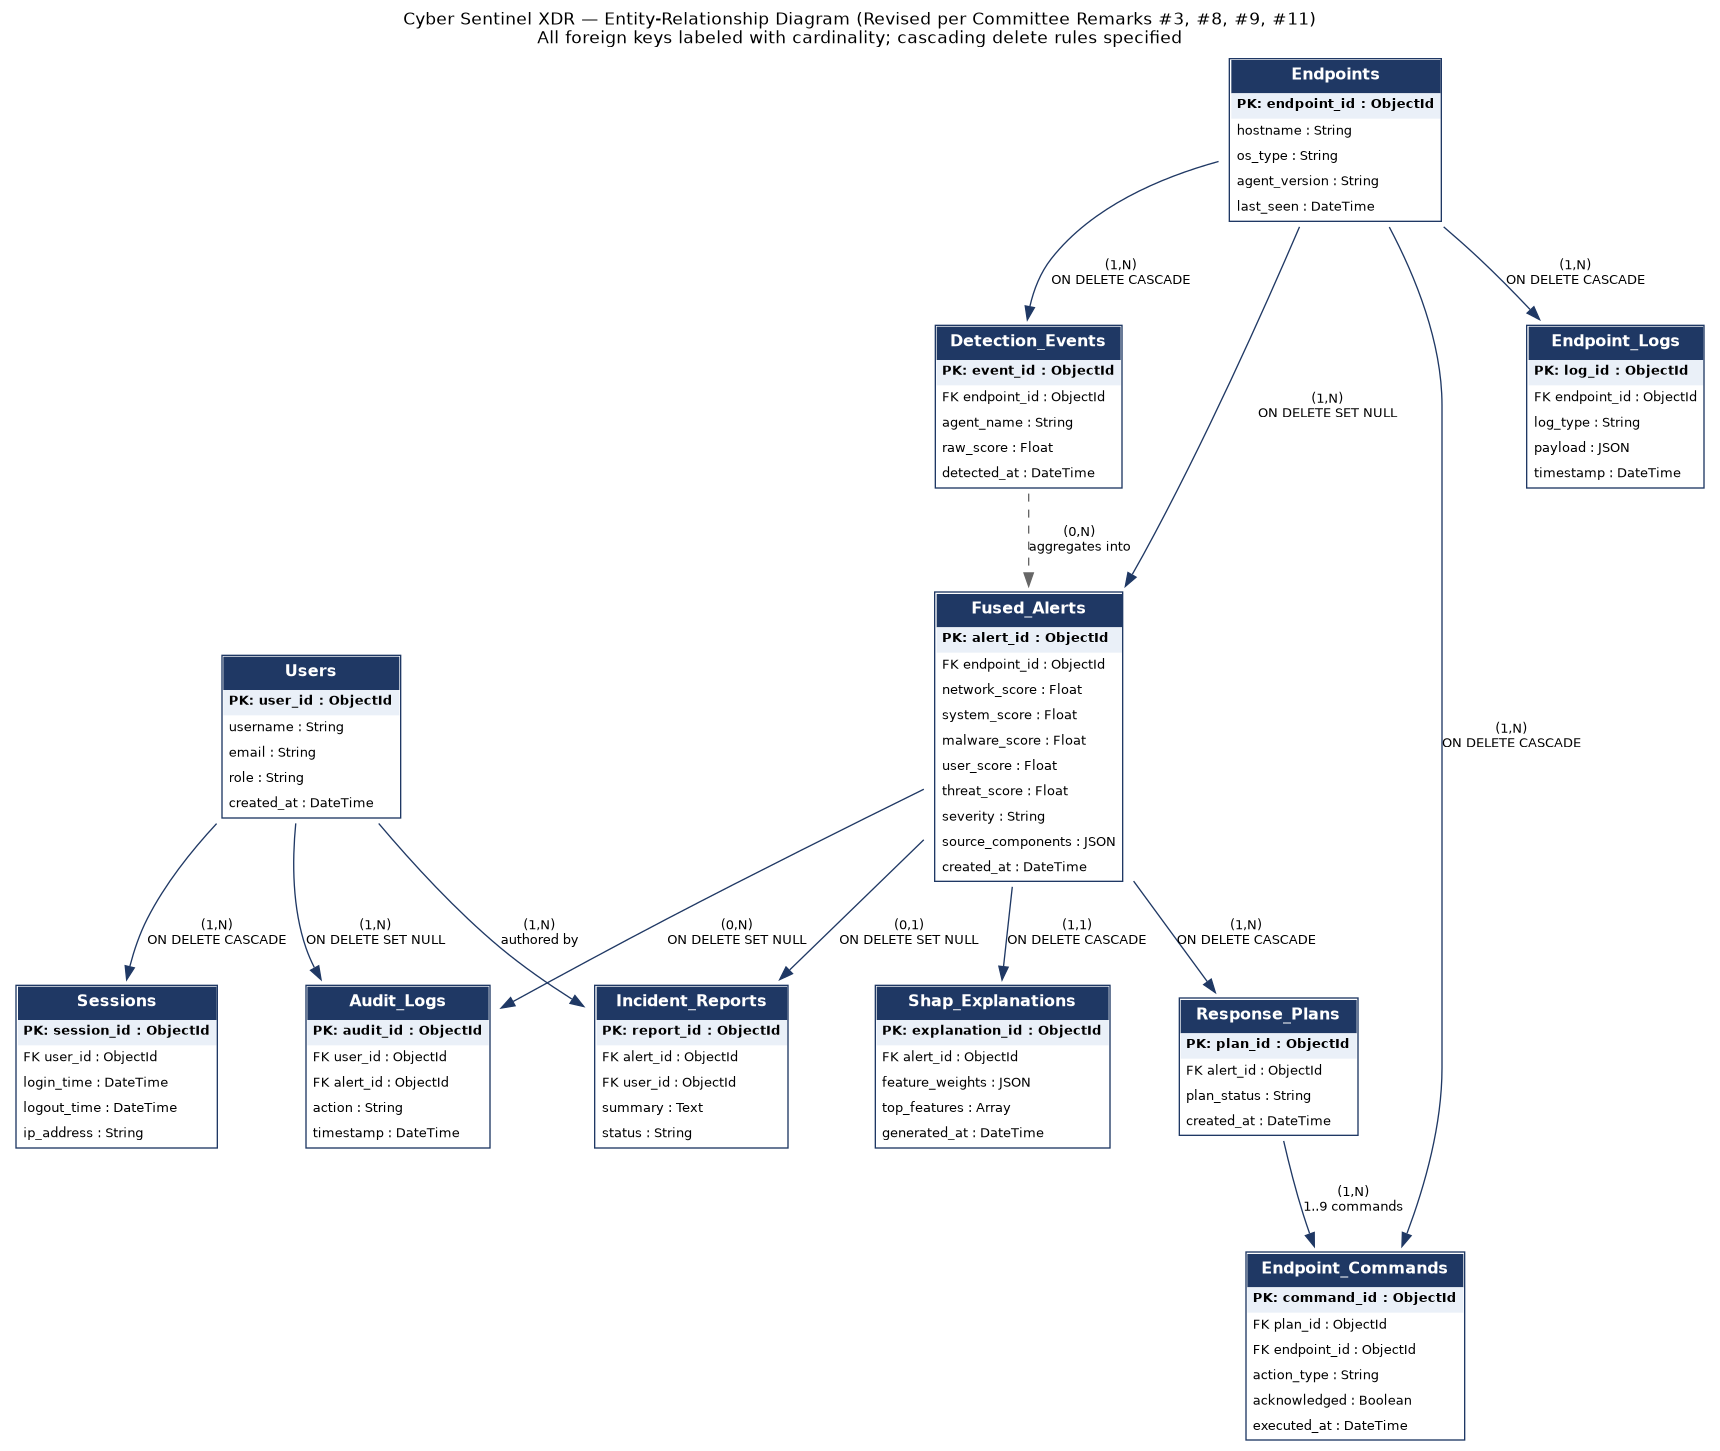 Cyber Sentinel XDR — Entity-Relationship Diagram (Revised per Committee Remarks #3, #8, #9, #11)
All foreign keys labeled with cardinality; cascading delete rules specified
Endpoints
PK: endpoint_id : ObjectId
hostname : String
os_type : String
agent_version : String
last_seen : DateTime
(1,N)
ON DELETE CASCADE
(1,N)
ON DELETE CASCADE
Detection_Events
PK: event_id : ObjectId
FK endpoint_id : ObjectId
agent_name : String
raw_score : Float
detected_at : DateTime
(1,N)
ON DELETE SET NULL
Endpoint_Logs
PK: log_id : ObjectId
FK endpoint_id : ObjectId
log_type : String
payload : JSON
timestamp : DateTime
(0,N)
aggregates into
Fused_Alerts
PK: alert_id : ObjectId
FK endpoint_id : ObjectId
network_score : Float
system_score : Float
malware_score : Float
user_score : Float
threat_score : Float
severity : String
source_components : JSON
created_at : DateTime
Users
PK: user_id : ObjectId
username : String
email : String
role : String
created_at : DateTime
(1,N)
ON DELETE CASCADE
(1,N)
ON DELETE CASCADE
(1,N)
ON DELETE SET NULL
(1,N)
authored by
(0,N)
ON DELETE SET NULL
(0,1)
ON DELETE SET NULL
(1,1)
ON DELETE CASCADE
(1,N)
ON DELETE CASCADE
Sessions
PK: session_id : ObjectId
FK user_id : ObjectId
login_time : DateTime
logout_time : DateTime
ip_address : String
Audit_Logs
PK: audit_id : ObjectId
FK user_id : ObjectId
FK alert_id : ObjectId
action : String
timestamp : DateTime
Incident_Reports
PK: report_id : ObjectId
FK alert_id : ObjectId
FK user_id : ObjectId
summary : Text
status : String
Shap_Explanations
PK: explanation_id : ObjectId
FK alert_id : ObjectId
feature_weights : JSON
top_features : Array
generated_at : DateTime
Response_Plans
PK: plan_id : ObjectId
FK alert_id : ObjectId
plan_status : String
created_at : DateTime
(1,N)
1..9 commands
Endpoint_Commands
PK: command_id : ObjectId
FK plan_id : ObjectId
FK endpoint_id : ObjectId
action_type : String
acknowledged : Boolean
executed_at : DateTime